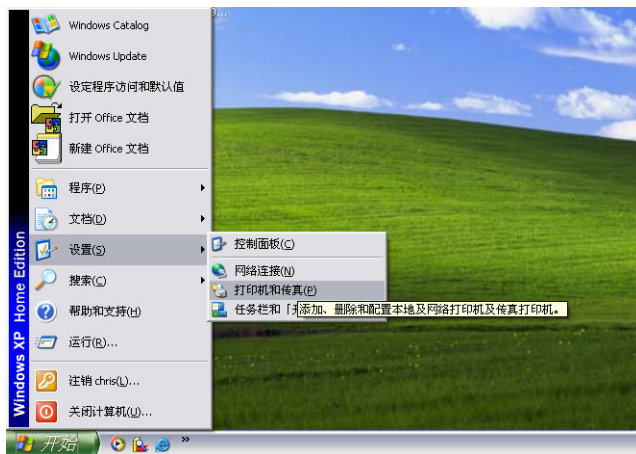 Windows Catalog
Windows Update
设定程序访问和默认值
打开 Office 文档
新建 Office 文档
程序(P)
文档(D)
设置(S)
搜索(C)
帮助和支持(H)
运行(R)...
注销 chris(L)...
关闭计算机(U)...
控制面板(C)
网络连接(N)
打印机和传真(P)
任务栏和「
添加、删除和配置本地及网络打印机及传真打印机。
Windows XP Home Edition
开始
»